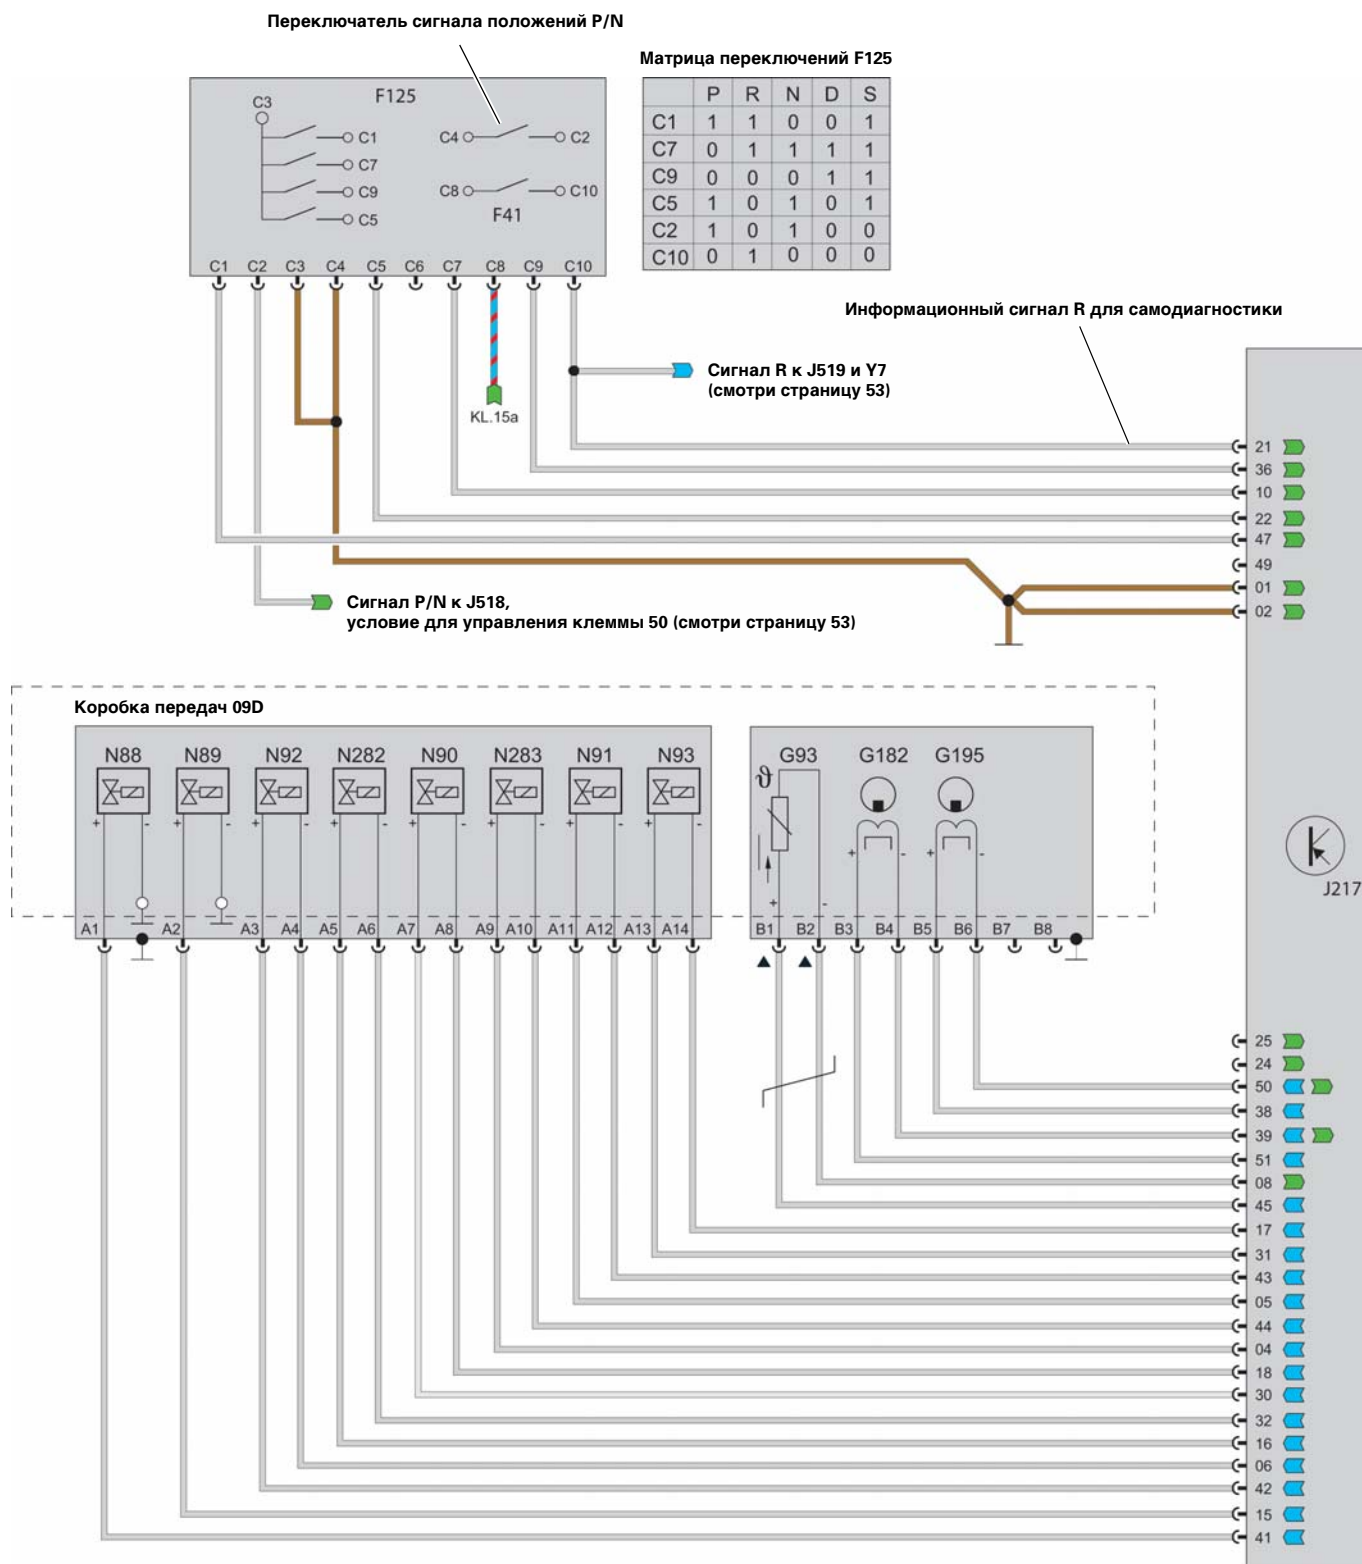 Переключатель сигнала положений P/N
Матрица переключений F125
F125
C3
C1
C7
C9
C5
C4
C2
C8
C10
F41
C1 C2 C3 C4 C5 C6 C7 C8 C9 C10
P R N D S
C1 1 1 0 0 1
C7 0 1 1 1 1
C9 0 0 0 1 1
C5 1 0 1 0 1
C2 1 0 1 0 0
C10 0 1 0 0 0
Информационный сигнал R для самодиагностики
Сигнал R к J519 и Y7
(смотри страницу 53)
KL.15a
21
36
10
22
47
49
01
02
Сигнал P/N к J518,
условие для управления клеммы 50 (смотри страницу 53)
Коробка передач 09D
N88 N89 N92 N282 N90 N283 N91 N93
+ - + - + - + - + - + - + - + -
G93 G182 G195
ϑ
+ - + -
+ -
A1 A2 A3 A4 A5 A6 A7 A8 A9 A10 A11 A12 A13 A14
B1 B2 B3 B4 B5 B6 B7 B8
J217
25
24
50
38
39
51
08
45
17
31
43
05
44
04
18
30
32
16
06
42
15
41